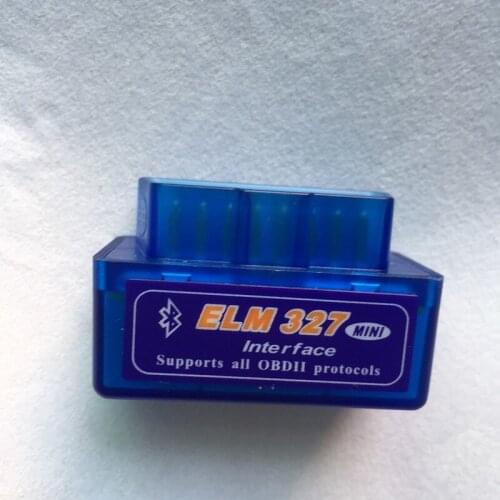 ELM 327 MINI
Interface
Supports all OBDII protocols